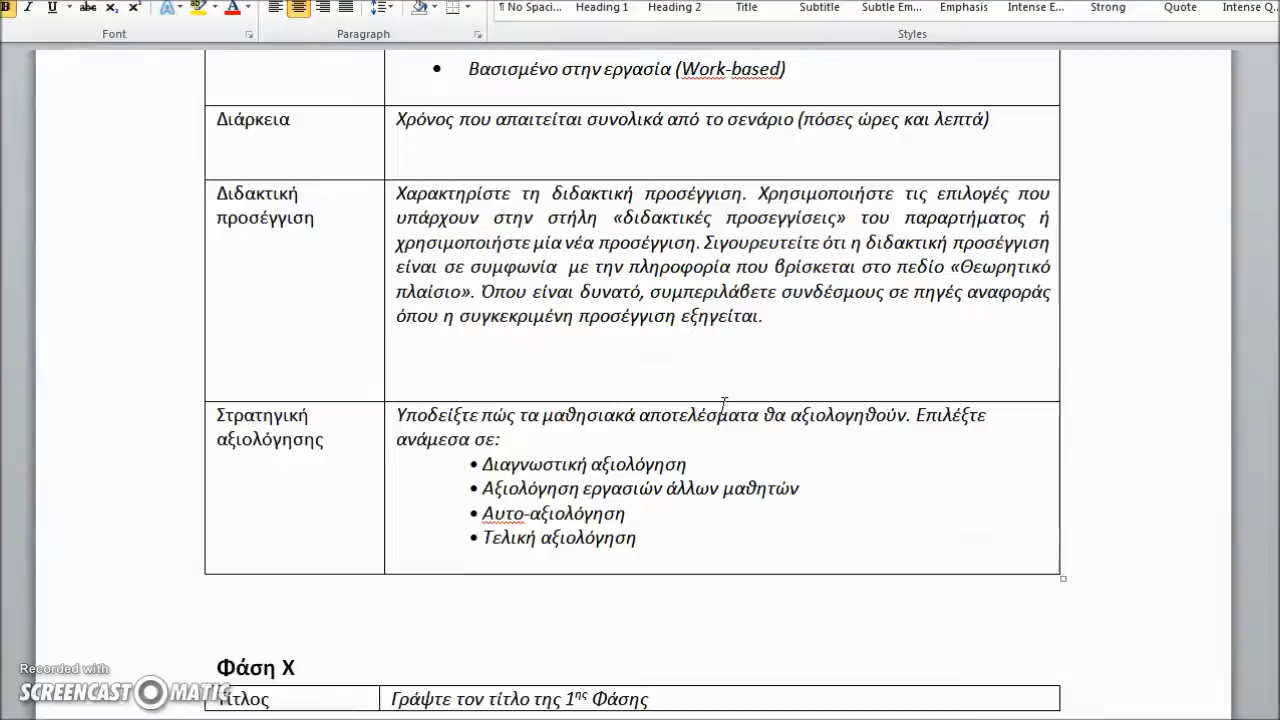 B I U abc x₂ x² A ab A
¶ No Spaci... Heading 1 Heading 2 Title Subtitle Subtle Em... Emphasis Intense E... Strong Quote Intense Q...
Font Paragraph Styles
• Βασισμένο στην εργασία (Work-based)
Διάρκεια
Χρόνος που απαιτείται συνολικά από το σενάριο (πόσες ώρες και λεπτά)
Διδακτική
προσέγγιση
Χαρακτηρίστε τη διδακτική προσέγγιση. Χρησιμοποιήστε τις επιλογές που
υπάρχουν στην στήλη «διδακτικές προσεγγίσεις» του παραρτήματος ή
χρησιμοποιήστε μία νέα προσέγγιση. Σιγουρευτείτε ότι η διδακτική προσέγγιση
είναι σε συμφωνία με την πληροφορία που βρίσκεται στο πεδίο «Θεωρητικό
πλαίσιο». Όπου είναι δυνατό, συμπεριλάβετε συνδέσμους σε πηγές αναφοράς
όπου η συγκεκριμένη προσέγγιση εξηγείται.
Στρατηγική
αξιολόγησης
Υποδείξτε πώς τα μαθησιακά αποτελέσματα θα αξιολογηθούν. Επιλέξτε
ανάμεσα σε:
• Διαγνωστική αξιολόγηση
• Αξιολόγηση εργασιών άλλων μαθητών
• Αυτο-αξιολόγηση
• Τελική αξιολόγηση
Φάση Χ
Τίτλος
Γράψτε τον τίτλο της 1ης Φάσης
Recorded with
SCREENCAST MATIC